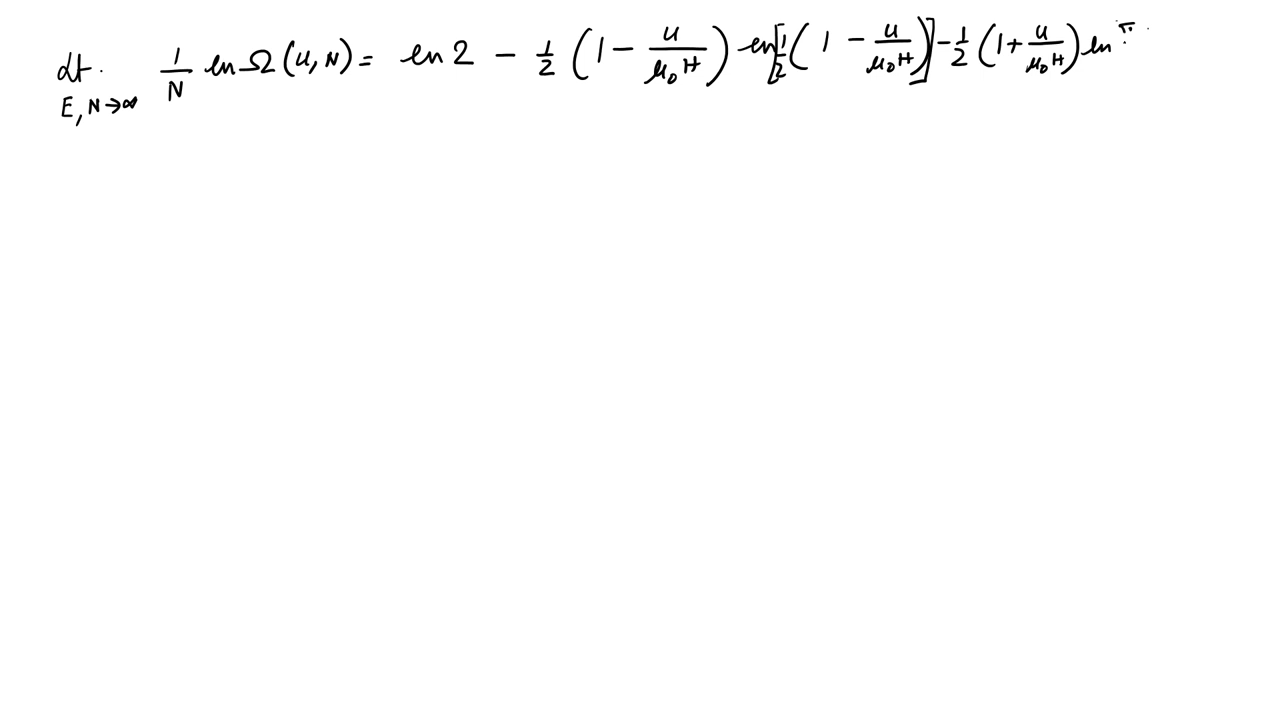 lt. 1/N ln Ω (u, N) = ln 2 - 1/2 (1 - u/μ₀H) ln[1/2 (1 - u/μ₀H)] - 1/2 (1 + u/μ₀H) ln
E, N → ∞